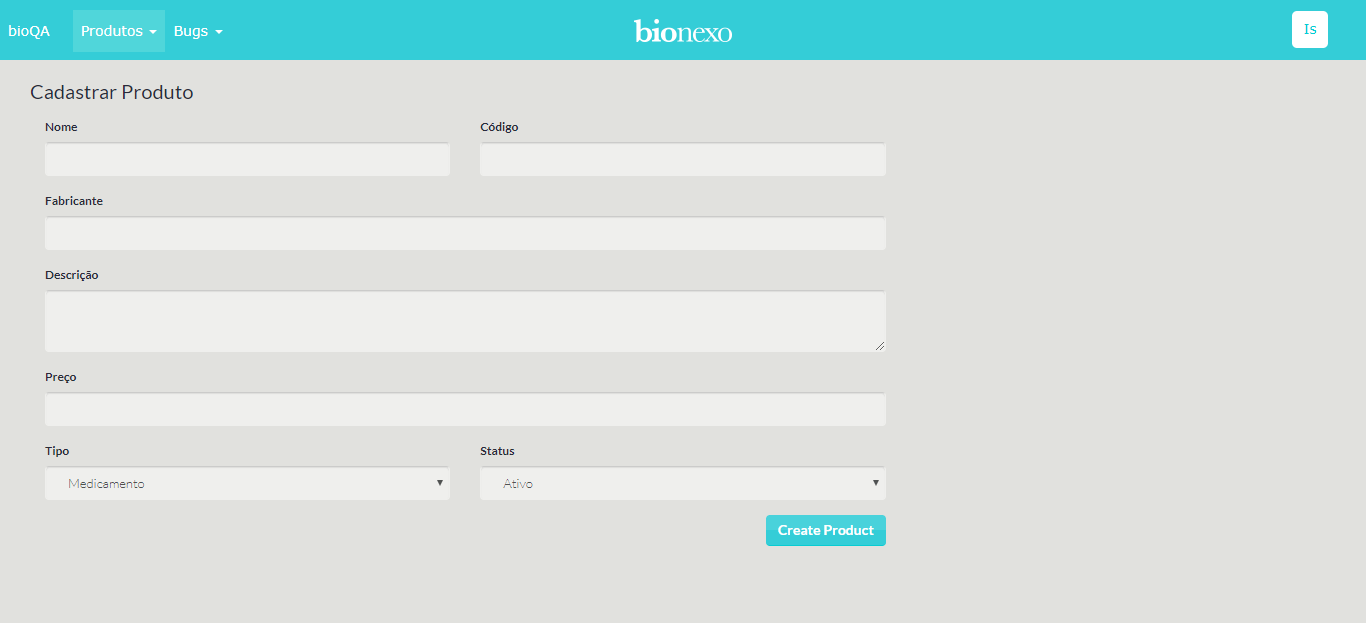 bioQA Produtos Bugs bionexo Is
Cadastrar Produto
Nome Código
Fabricante
Descrição
Preço
Tipo Status
Medicamento Ativo
Create Product